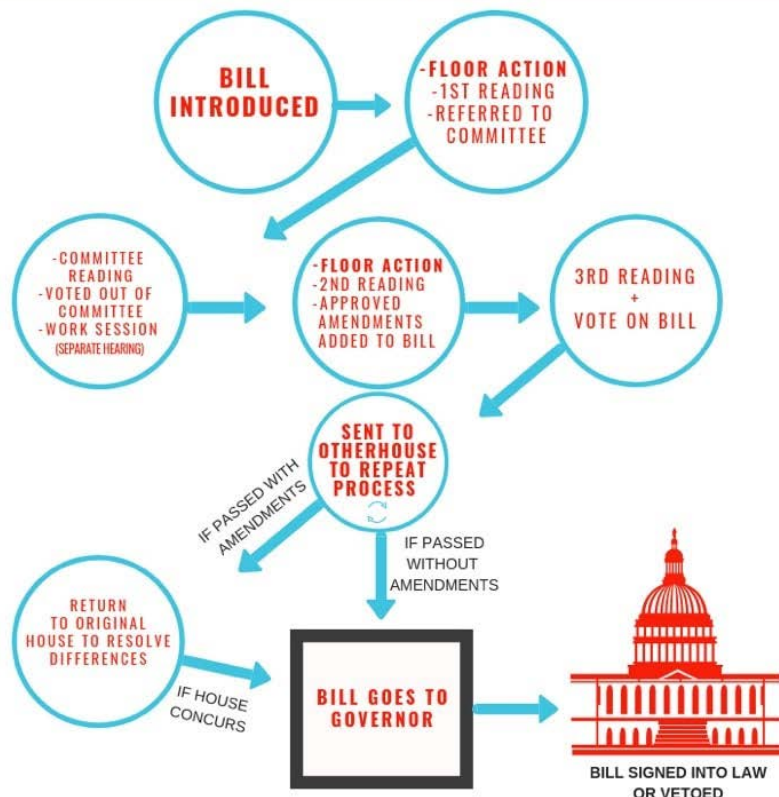 BILL
INTRODUCED
-FLOOR ACTION
-1ST READING
-REFERRED TO
COMMITTEE
-COMMITTEE
READING
-VOTED OUT OF
COMMITTEE
-WORK SESSION
(SEPARATE HEARING)
-FLOOR ACTION
-2ND READING
-APPROVED
AMENDMENTS
ADDED TO BILL
3RD READING
+
VOTE ON BILL
SENT TO
OTHERHOUSE
TO REPEAT
PROCESS
IF PASSED WITH
AMENDMENTS
IF PASSED
WITHOUT
AMENDMENTS
RETURN
TO ORIGINAL
HOUSE TO RESOLVE
DIFFERENCES
IF HOUSE
CONCURS
BILL GOES TO
GOVERNOR
BILL SIGNED INTO LAW
OR VETOED